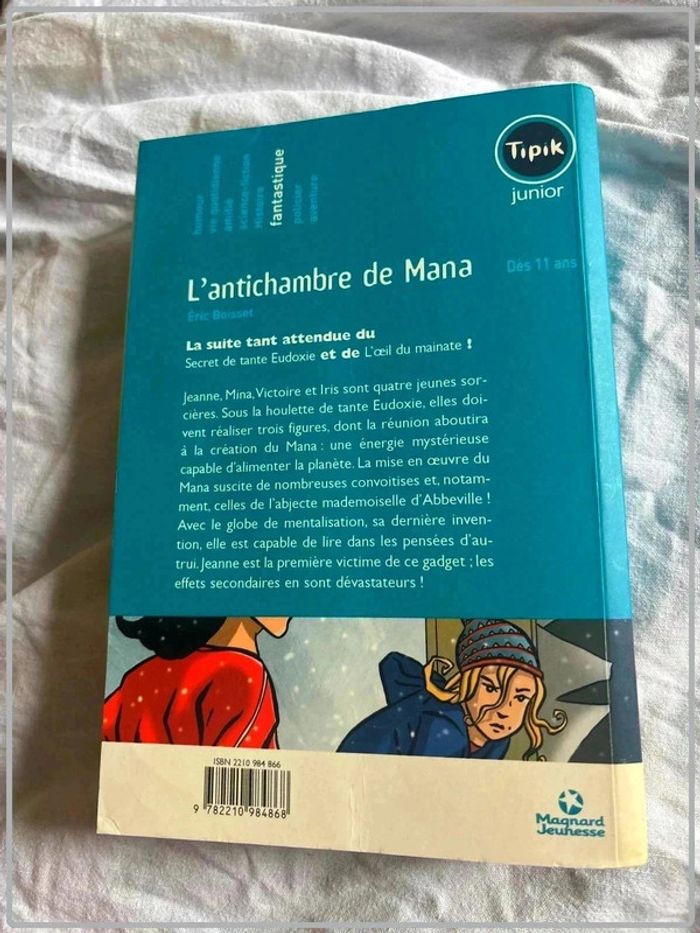 Tipik
junior
humour
vie quotidienne
amitié
science-fiction
Histoire
fantastique
policier
aventure
L'antichambre de Mana
Dès 11 ans
Éric Boisset
La suite tant attendue du
Secret de tante Eudoxie et de L'œil du mainate !
Jeanne, Mina, Victoire et Iris sont quatre jeunes sor-
cières. Sous la houlette de tante Eudoxie, elles doi-
vent réaliser trois figures, dont la réunion aboutira
à la création du Mana : une énergie mystérieuse
capable d'alimenter la planète. La mise en œuvre du
Mana suscite de nombreuses convoitises et, notam-
ment, celles de l'abjecte mademoiselle d'Abbeville !
Avec le globe de mentalisation, sa dernière inven-
tion, elle est capable de lire dans les pensées d'au-
trui. Jeanne est la première victime de ce gadget ; les
effets secondaires en sont dévastateurs !
ISBN 2210 984 866
9 782210 984868
Magnard
Jeunesse